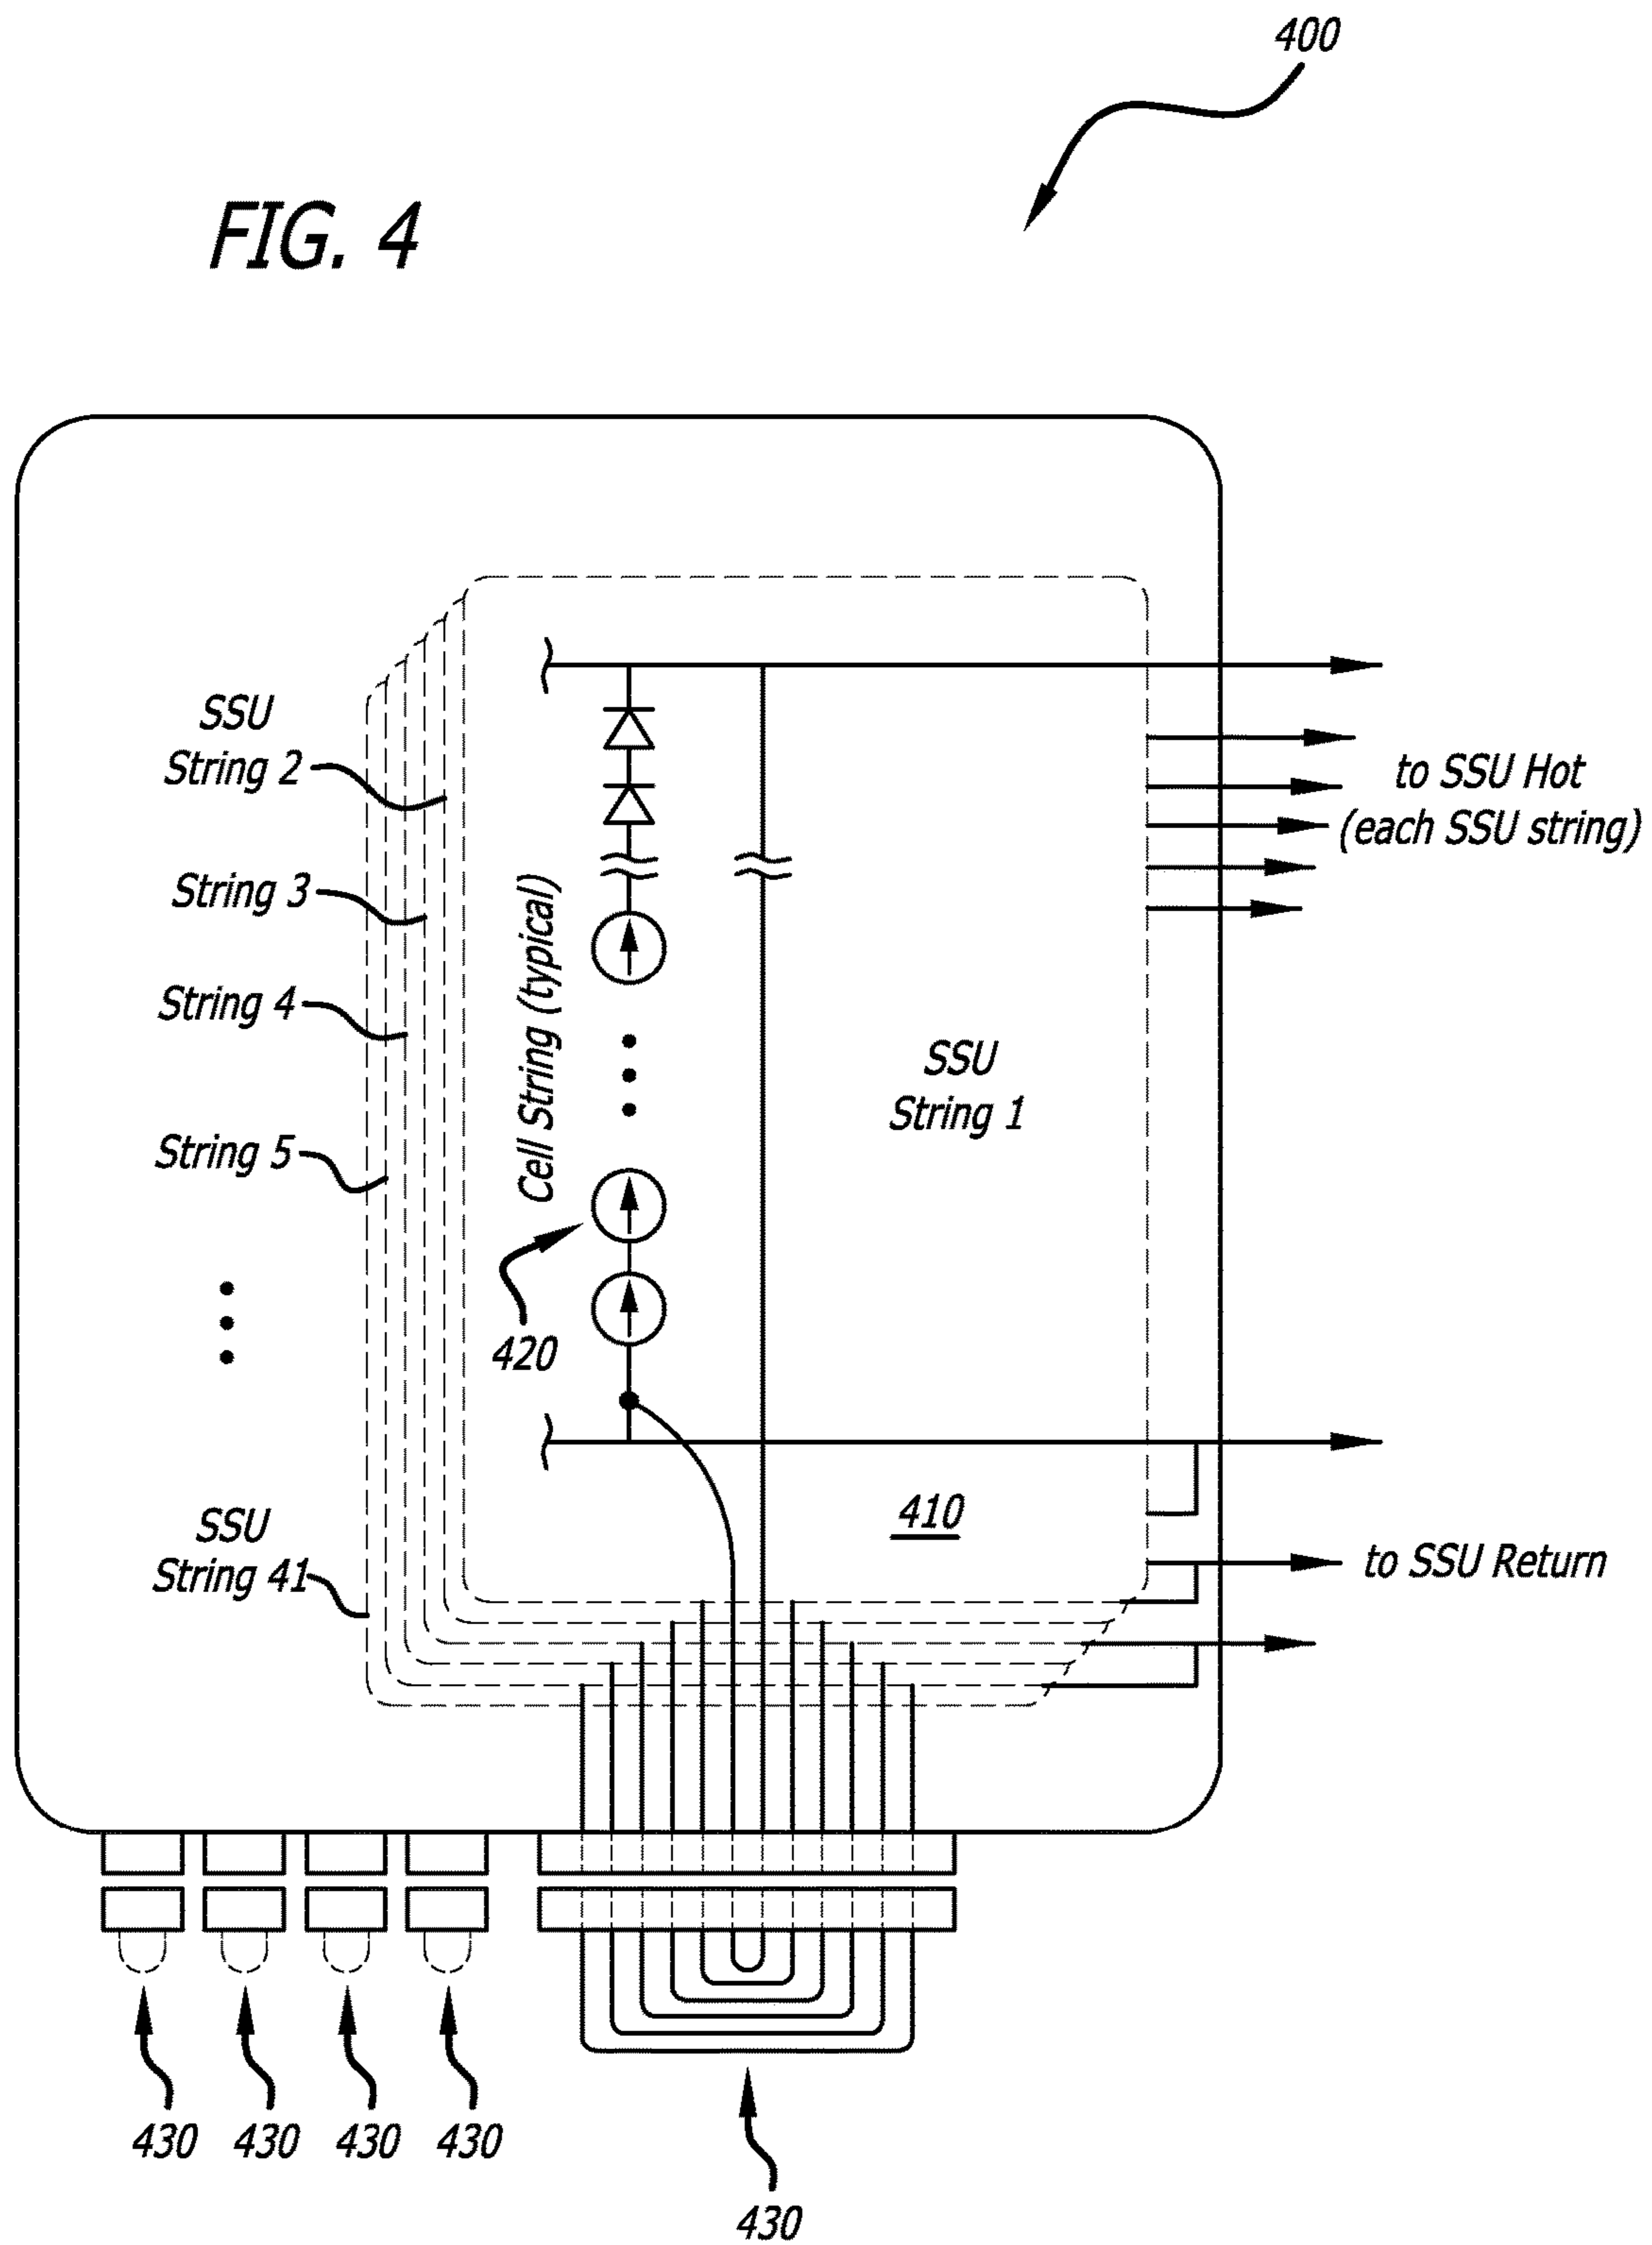 400
FIG. 4
SSU
String 2
to SSU Hot
(each SSU string)
String 3
Cell String (typical)
String 4
SSU
String 1
String 5
420
410
SSU
String 41
to SSU Return
430
430
430
430
430